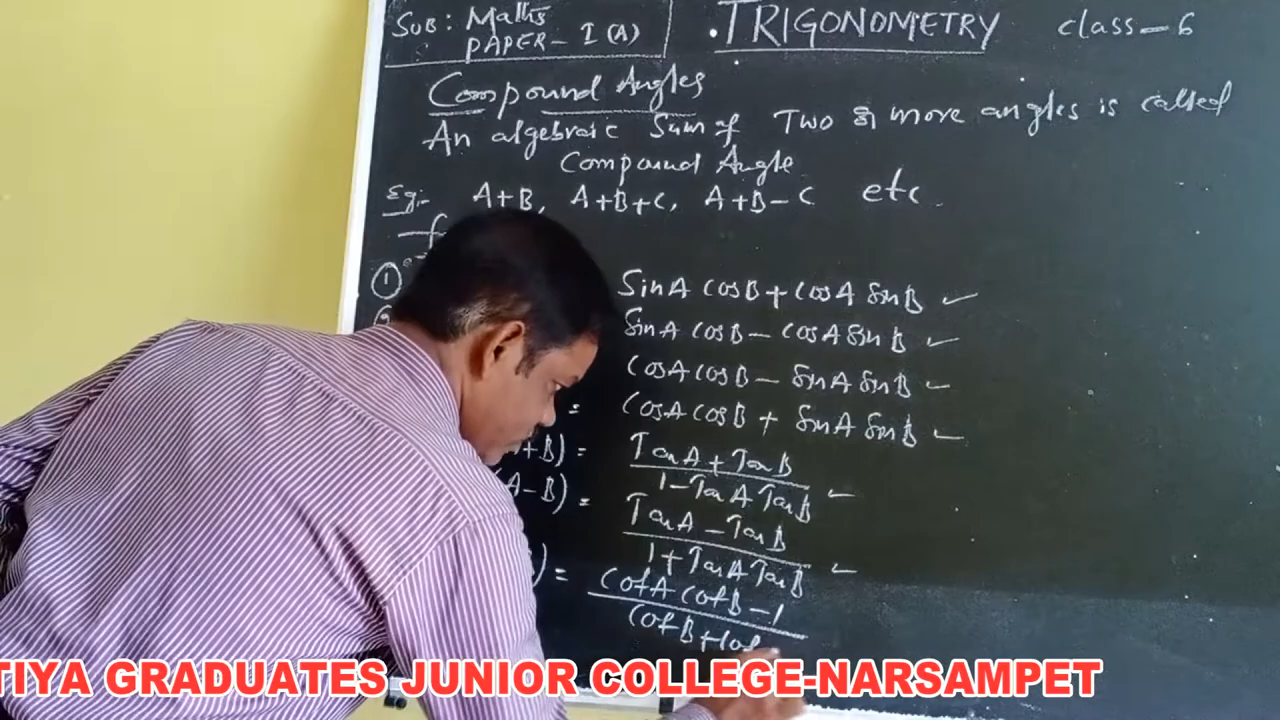 SUB: Maths
PAPER - I (A)
. TRIGONOMETRY
class - 6
Compound Angles
An algebraic Sum of Two or more angles is called
Compound Angle
Eg:- A+B, A+B+C, A+B-C etc.
① SinA CosB + CosA SinB ✓
SinA CosB - CosA SinB ✓
CosA CosB - SinA SinB ✓
= CosA CosB + SinA SinB ✓
+B) = TanA + TanB
1 - TanA TanB ✓
A-B) = TanA - TanB
1 + TanA TanB ✓
) = CotA CotB - 1
CotB + Cot
TIYA GRADUATES JUNIOR COLLEGE-NARSAMPET